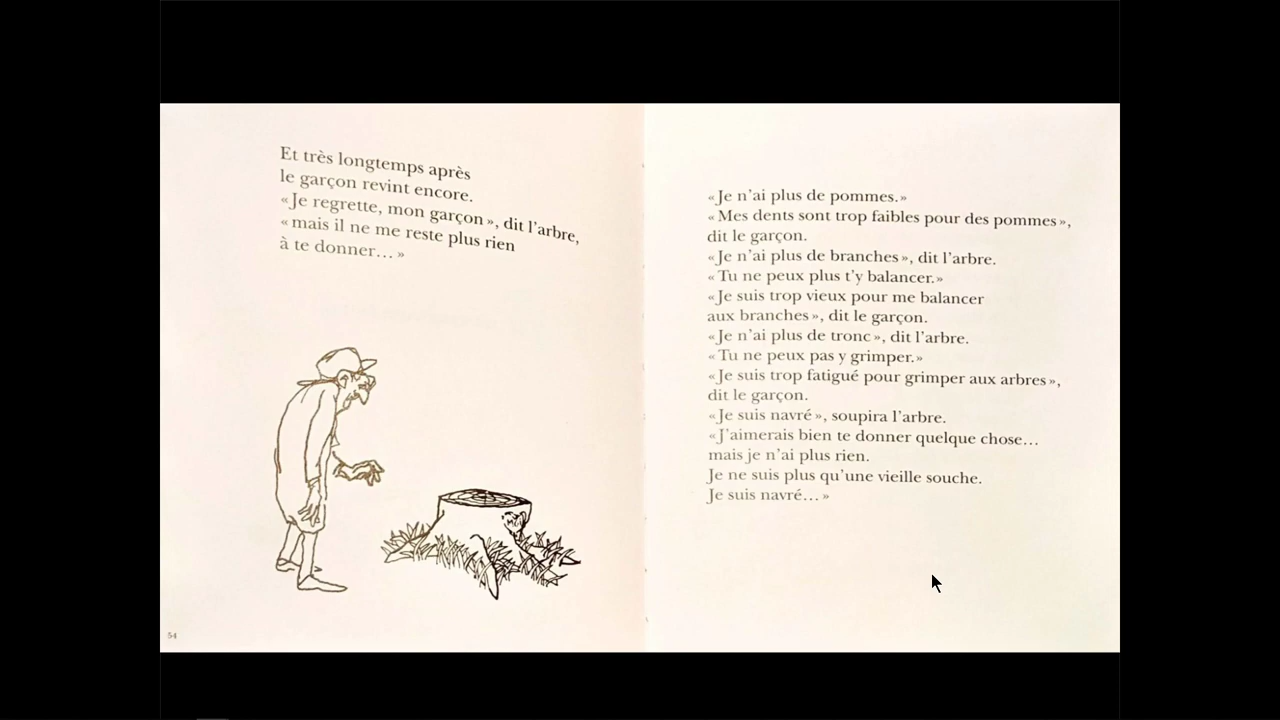 Et très longtemps après
le garçon revint encore.
« Je regrette, mon garçon », dit l'arbre,
« mais il ne me reste plus rien
à te donner… »
54
« Je n'ai plus de pommes. »
« Mes dents sont trop faibles pour des pommes »,
dit le garçon.
« Je n'ai plus de branches », dit l'arbre.
« Tu ne peux plus t'y balancer. »
« Je suis trop vieux pour me balancer
aux branches », dit le garçon.
« Je n'ai plus de tronc », dit l'arbre.
« Tu ne peux pas y grimper. »
« Je suis trop fatigué pour grimper aux arbres »,
dit le garçon.
« Je suis navré », soupira l'arbre.
« J'aimerais bien te donner quelque chose…
mais je n'ai plus rien.
Je ne suis plus qu'une vieille souche.
Je suis navré… »